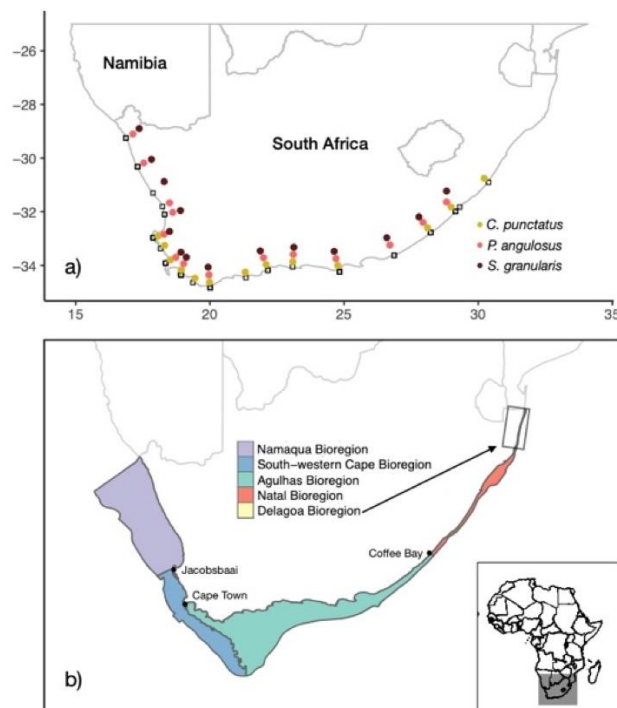 −26
Namibia
−28
South Africa
−30
−32
C. punctatus
P. angulosus
S. granularis
−34
a)
15
20
25
30
35
Namaqua Bioregion
South−western Cape Bioregion
Agulhas Bioregion
Natal Bioregion
Delagoa Bioregion
Coffee Bay
Jacobsbaai
Cape Town
b)